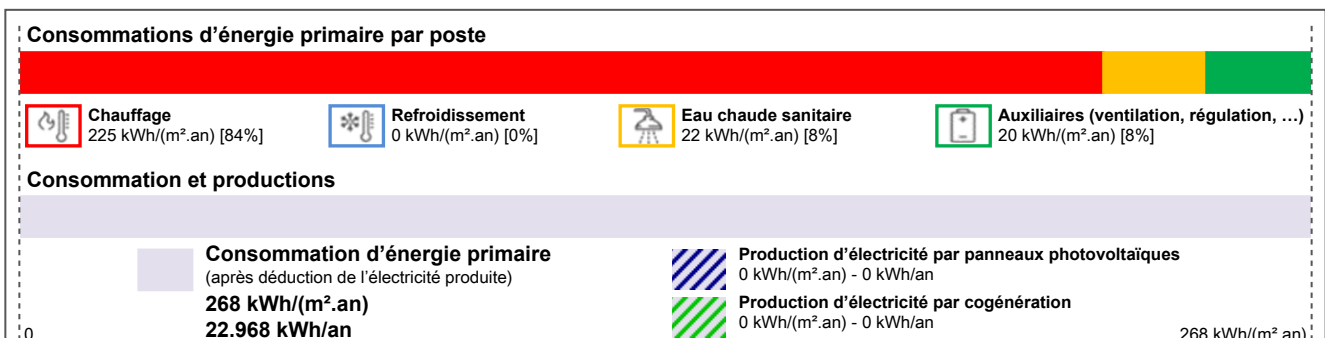 Consommations d’énergie primaire par poste
Chauffage
225 kWh/(m².an) [84%]
Refroidissement
0 kWh/(m².an) [0%]
Eau chaude sanitaire
22 kWh/(m².an) [8%]
Auxiliaires (ventilation, régulation, …)
20 kWh/(m².an) [8%]
Consommation et productions
Consommation d’énergie primaire
(après déduction de l’électricité produite)
268 kWh/(m².an)
22.968 kWh/an
Production d’électricité par panneaux photovoltaïques
0 kWh/(m².an) - 0 kWh/an
Production d’électricité par cogénération
0 kWh/(m².an) - 0 kWh/an
0
268 kWh/(m².an)